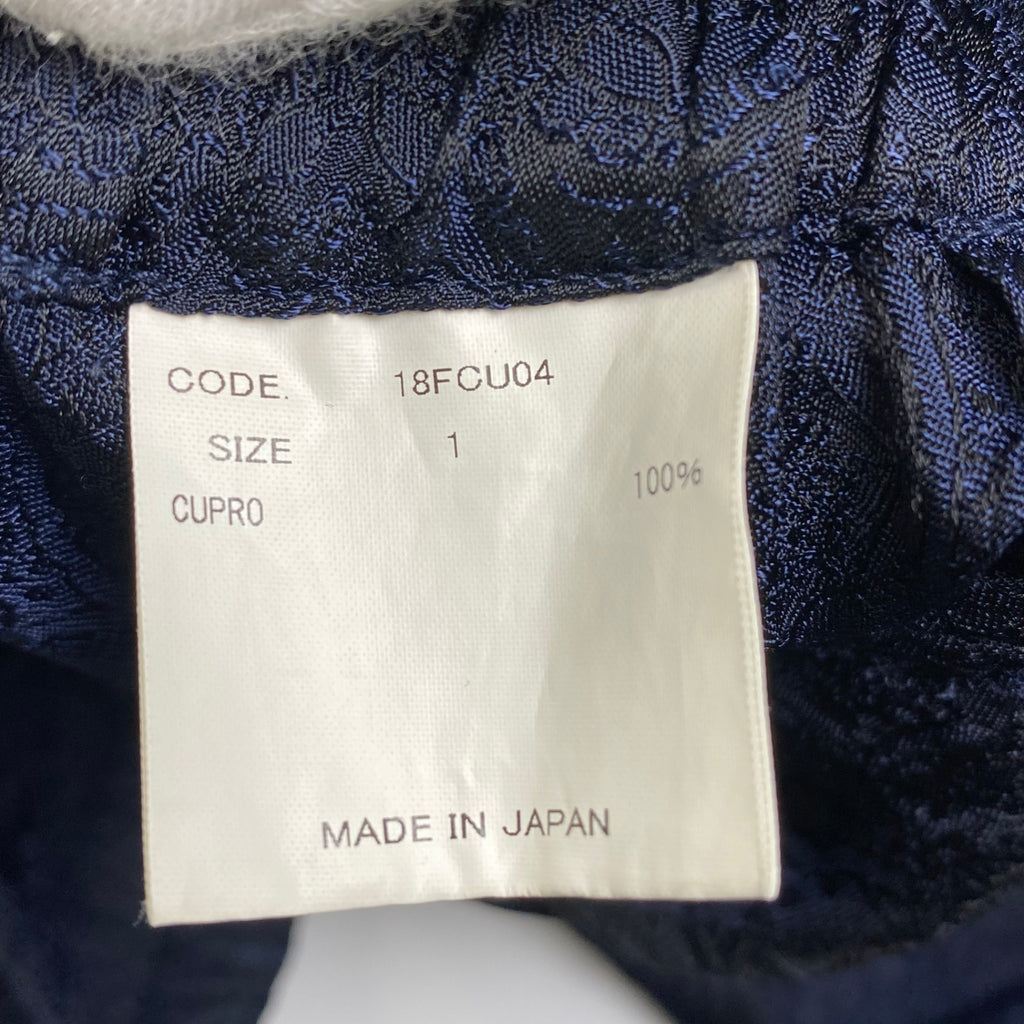 CODE. 18FCU04
SIZE 1
CUPRO 100%
MADE IN JAPAN